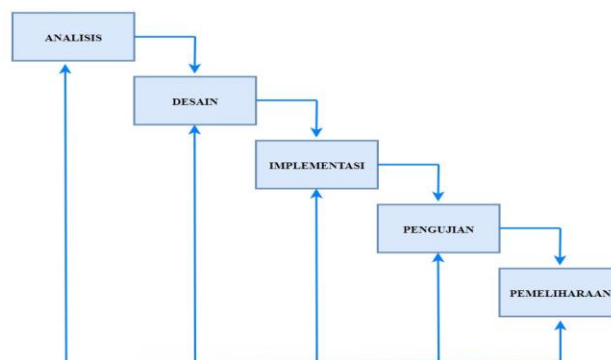 ANALISIS
DESAIN
IMPLEMENTASI
PENGUJIAN
PEMELIHARAAN